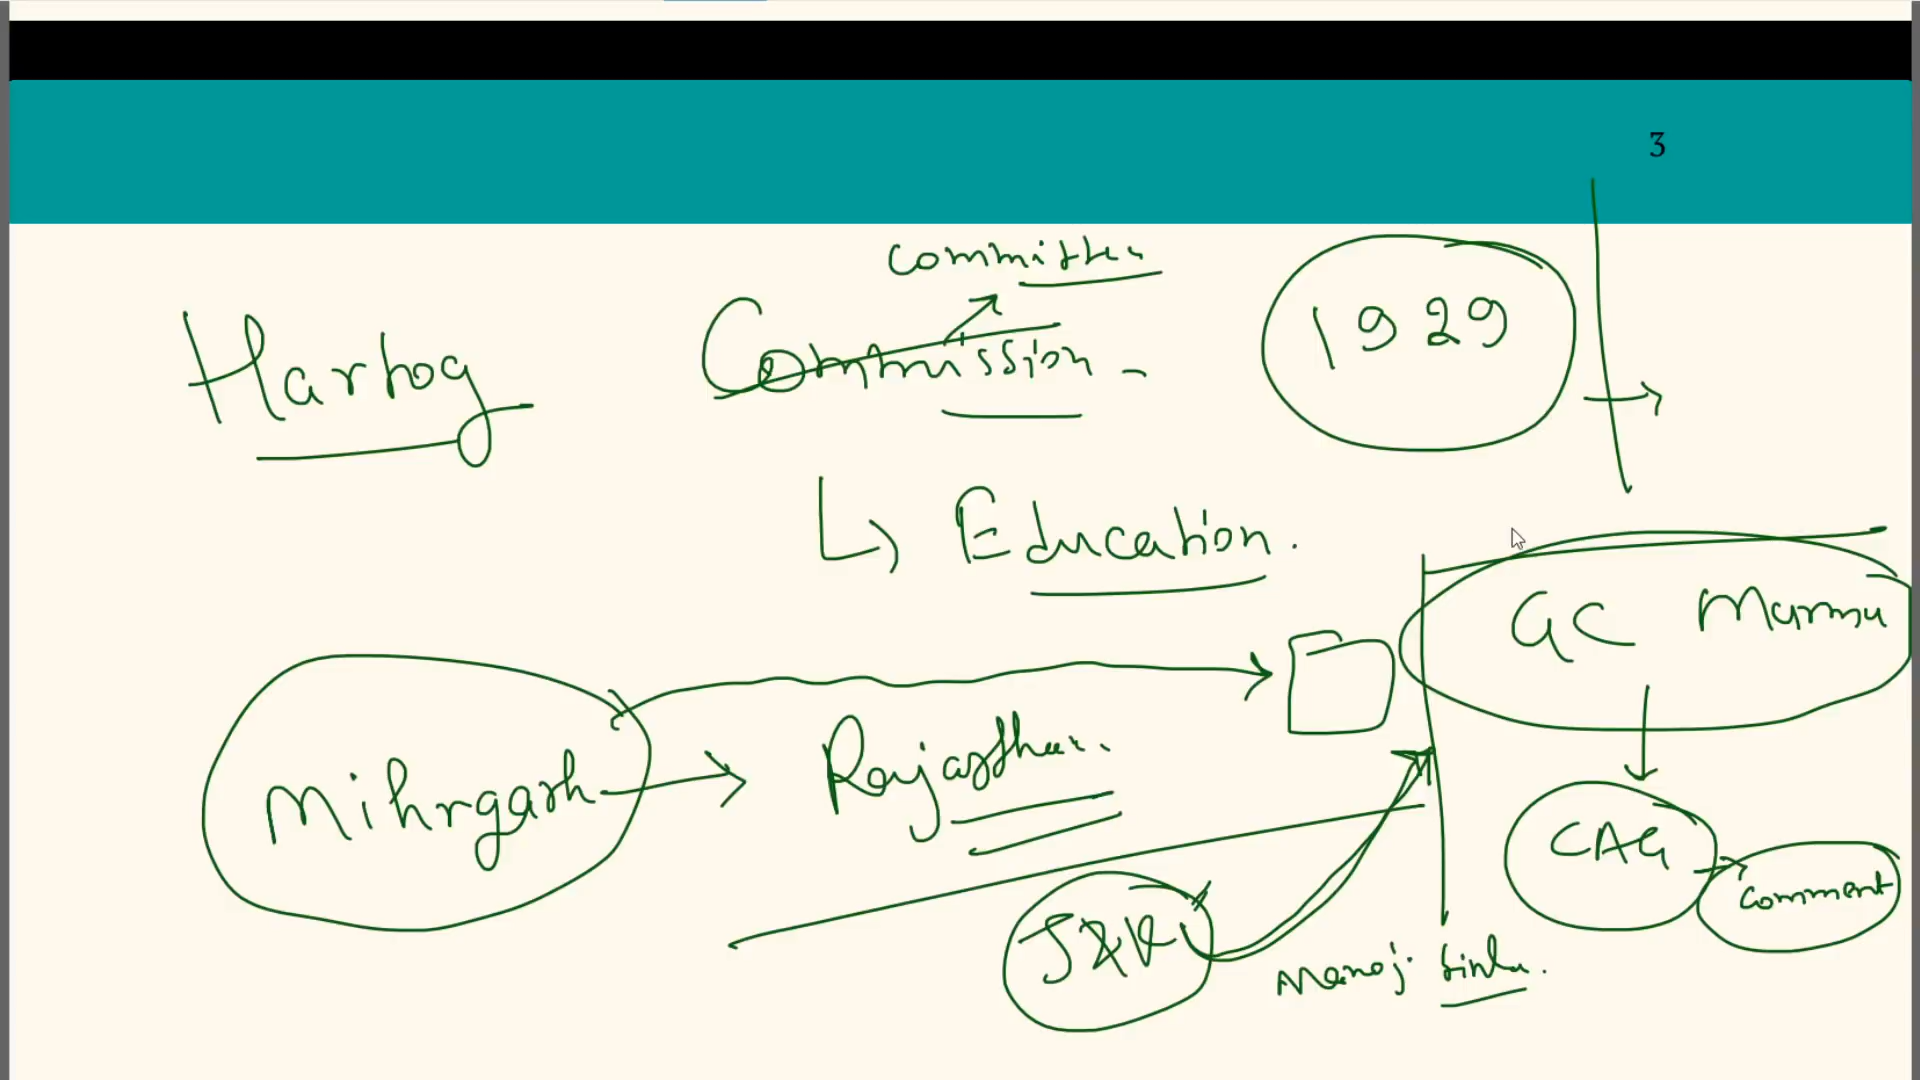 3
Committee
Hartog Commission - 1929
Education.
GC Murmu
Mihrgarh Rajasthan.
CAG
Comment
J&K
Manoj Sinha.